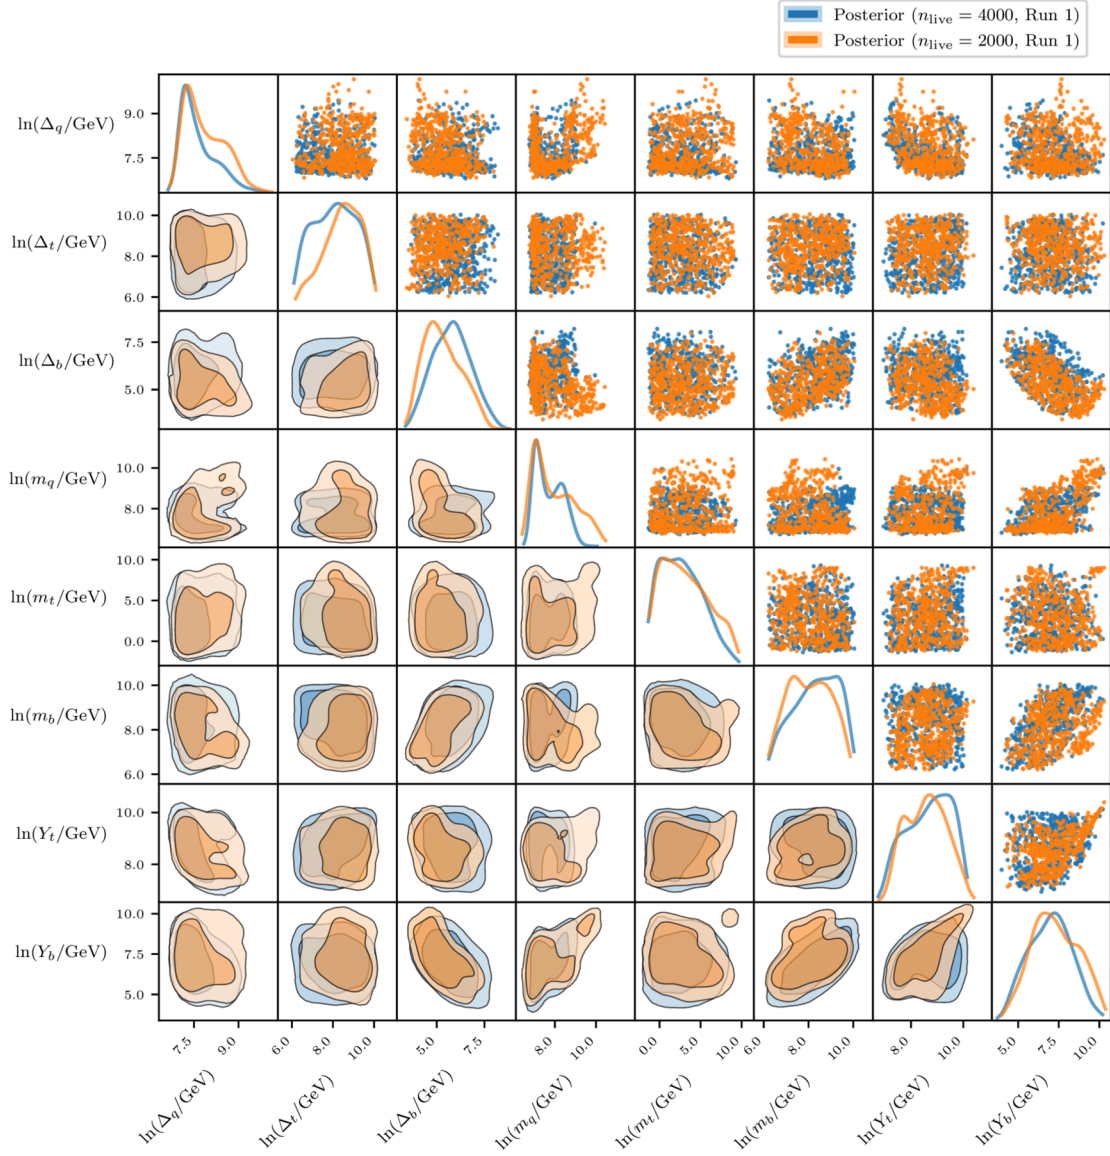 Posterior (n_live = 4000, Run 1)
Posterior (n_live = 2000, Run 1)
ln(Δ_q/GeV)
9.0
7.5
ln(Δ_t/GeV)
10.0
8.0
6.0
ln(Δ_b/GeV)
7.5
5.0
ln(m_q/GeV)
10.0
8.0
ln(m_t/GeV)
10.0
5.0
0.0
ln(m_b/GeV)
10.0
8.0
6.0
ln(Y_t/GeV)
10.0
8.0
ln(Y_b/GeV)
10.0
7.5
5.0
7.5 9.0 6.0 8.0 10.0 5.0 7.5 8.0 10.0 0.0 5.0 10.0 6.0 8.0 10.0 8.0 10.0 5.0 7.5 10.0
ln(Δ_q/GeV) ln(Δ_t/GeV) ln(Δ_b/GeV) ln(m_q/GeV) ln(m_t/GeV) ln(m_b/GeV) ln(Y_t/GeV) ln(Y_b/GeV)